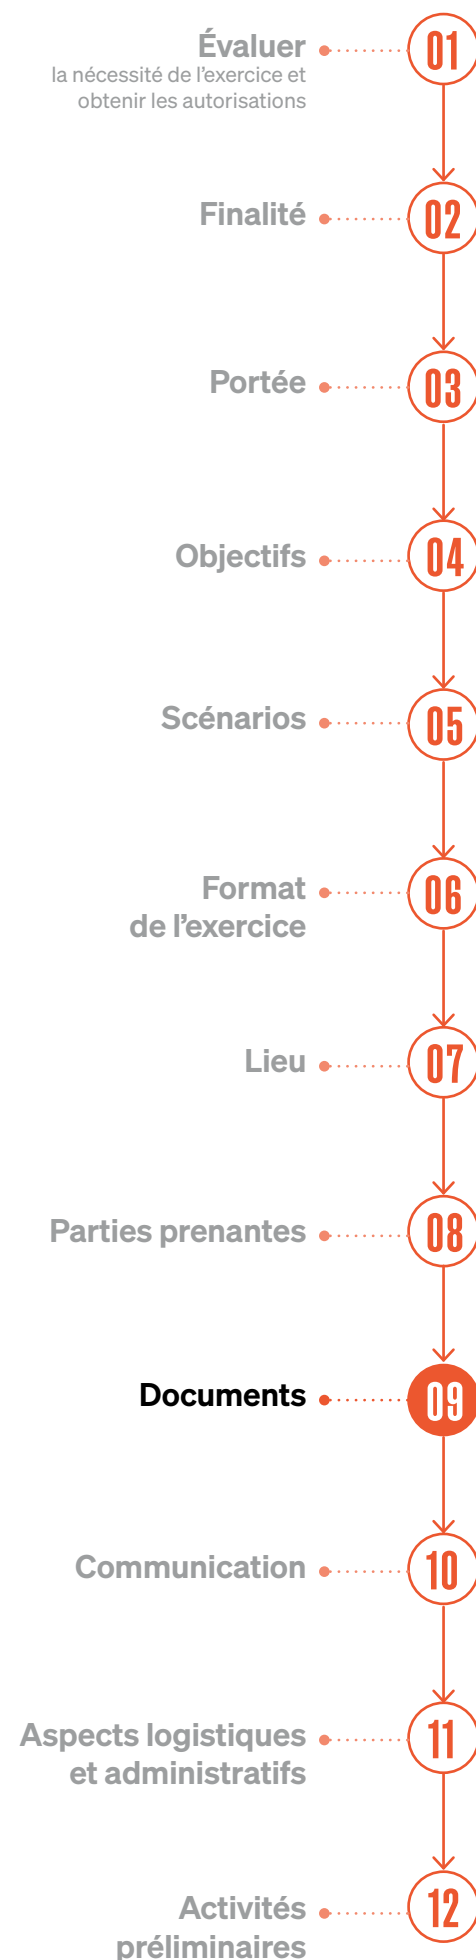 Évaluer
la nécessité de l’exercice et
obtenir les autorisations
01
Finalité
02
Portée
03
Objectifs
04
Scénarios
05
Format
de l’exercice
06
Lieu
07
Parties prenantes
08
Documents
09
Communication
10
Aspects logistiques
et administratifs
11
Activités
préliminaires
12